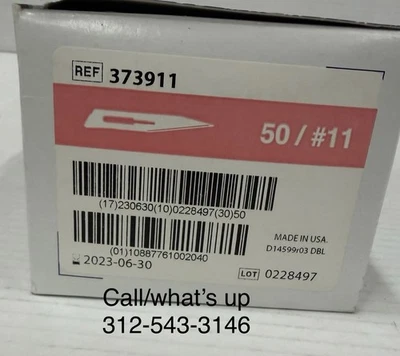 REF 373911
50 / #11
(17)230630(10)0228497(30)50
MADE IN USA.
D14599r03 DBL
(01)10887761002040
2023-06-30
LOT 0228497
Call/what's up
312-543-3146